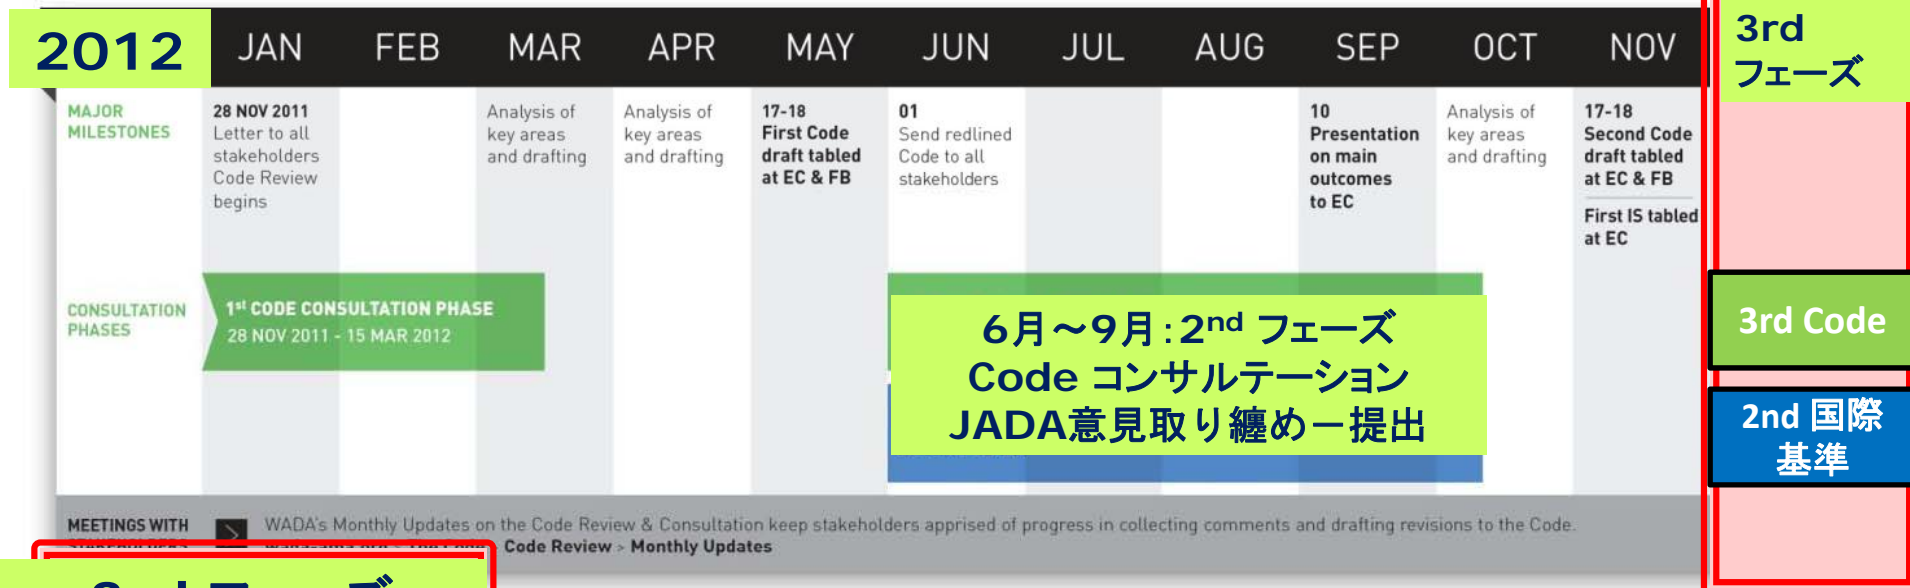 2012
JAN FEB MAR APR MAY JUN JUL AUG SEP OCT NOV
3rd
フェーズ
MAJOR
MILESTONES
28 NOV 2011
Letter to all
stakeholders
Code Review
begins
Analysis of
key areas
and drafting
Analysis of
key areas
and drafting
17-18
First Code
draft tabled
at EC & FB
01
Send redlined
Code to all
stakeholders
10
Presentation
on main
outcomes
to EC
Analysis of
key areas
and drafting
17-18
Second Code
draft tabled
at EC & FB
First IS tabled
at EC
CONSULTATION
PHASES
1st CODE CONSULTATION PHASE
28 NOV 2011 - 15 MAR 2012
6月～9月：2nd フェーズ
Code コンサルテーション
JADA意見取り纏めー提出
3rd Code
2nd 国際
基準
MEETINGS WITH
WADA's Monthly Updates on the Code Review & Consultation keep stakeholders apprised of progress in collecting comments and drafting revisions to the Code.
Code Review > Monthly Updates
フェーズ